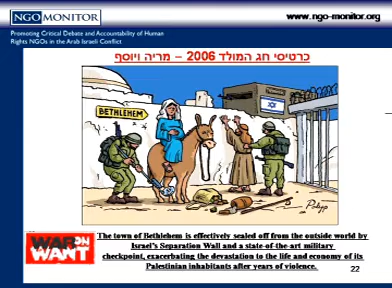 NGO MONITOR
www.ngo-monitor.org
Promoting Critical Debate and Accountability of Human
Rights NGOs in the Arab Israeli Conflict
כרטיסי חג המולד 2006 – מריה ויוסף
BETHLEHEM
Polyp
WAR ON
WANT
The town of Bethlehem is effectively sealed off from the outside world by
Israel's Separation Wall and a state-of-the-art military
checkpoint, exacerbating the devastation to the life and economy of its
Palestinian inhabitants after years of violence.
22